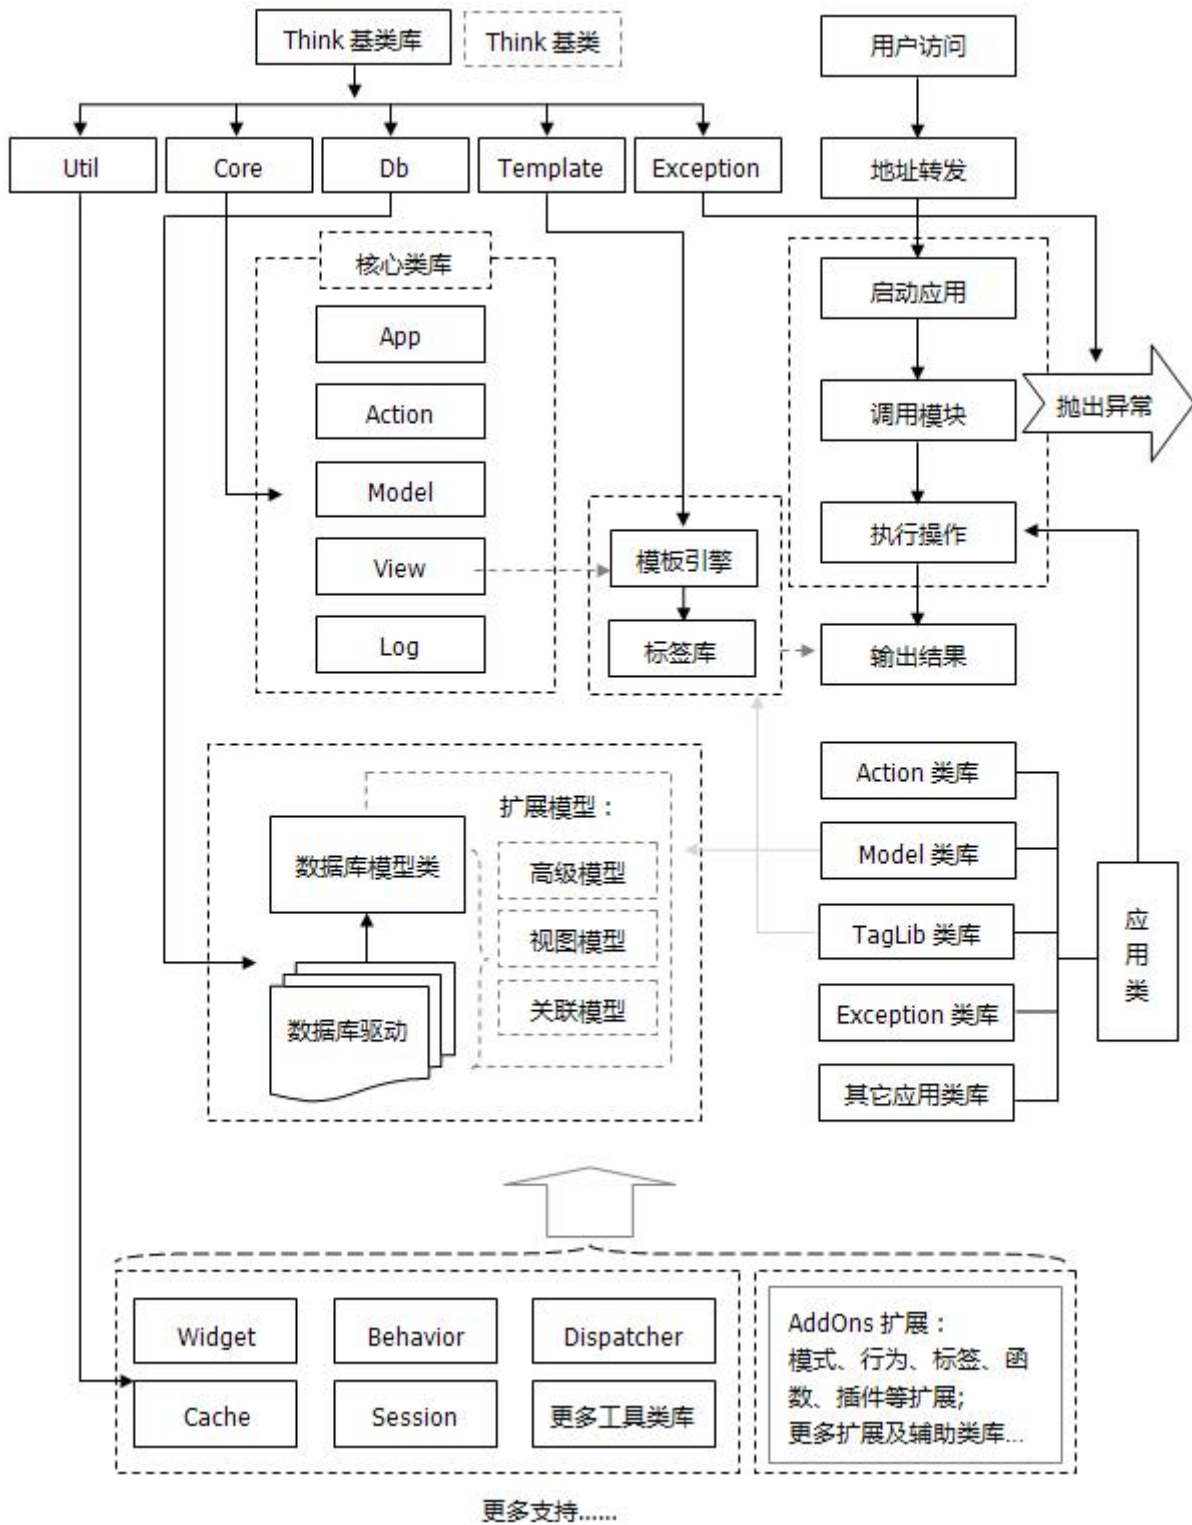 Think 基类库
Think 基类
用户访问
Util
Core
Db
Template
Exception
地址转发
核心类库
App
Action
Model
View
Log
启动应用
调用模块
抛出异常
执行操作
模板引擎
标签库
输出结果
扩展模型：
数据库模型类
高级模型
视图模型
关联模型
数据库驱动
Action 类库
Model 类库
TagLib 类库
Exception 类库
其它应用类库
应
用
类
Widget
Behavior
Dispatcher
Cache
Session
更多工具类库
AddOns 扩展：
模式、行为、标签、函
数、插件等扩展;
更多扩展及辅助类库...
更多支持......